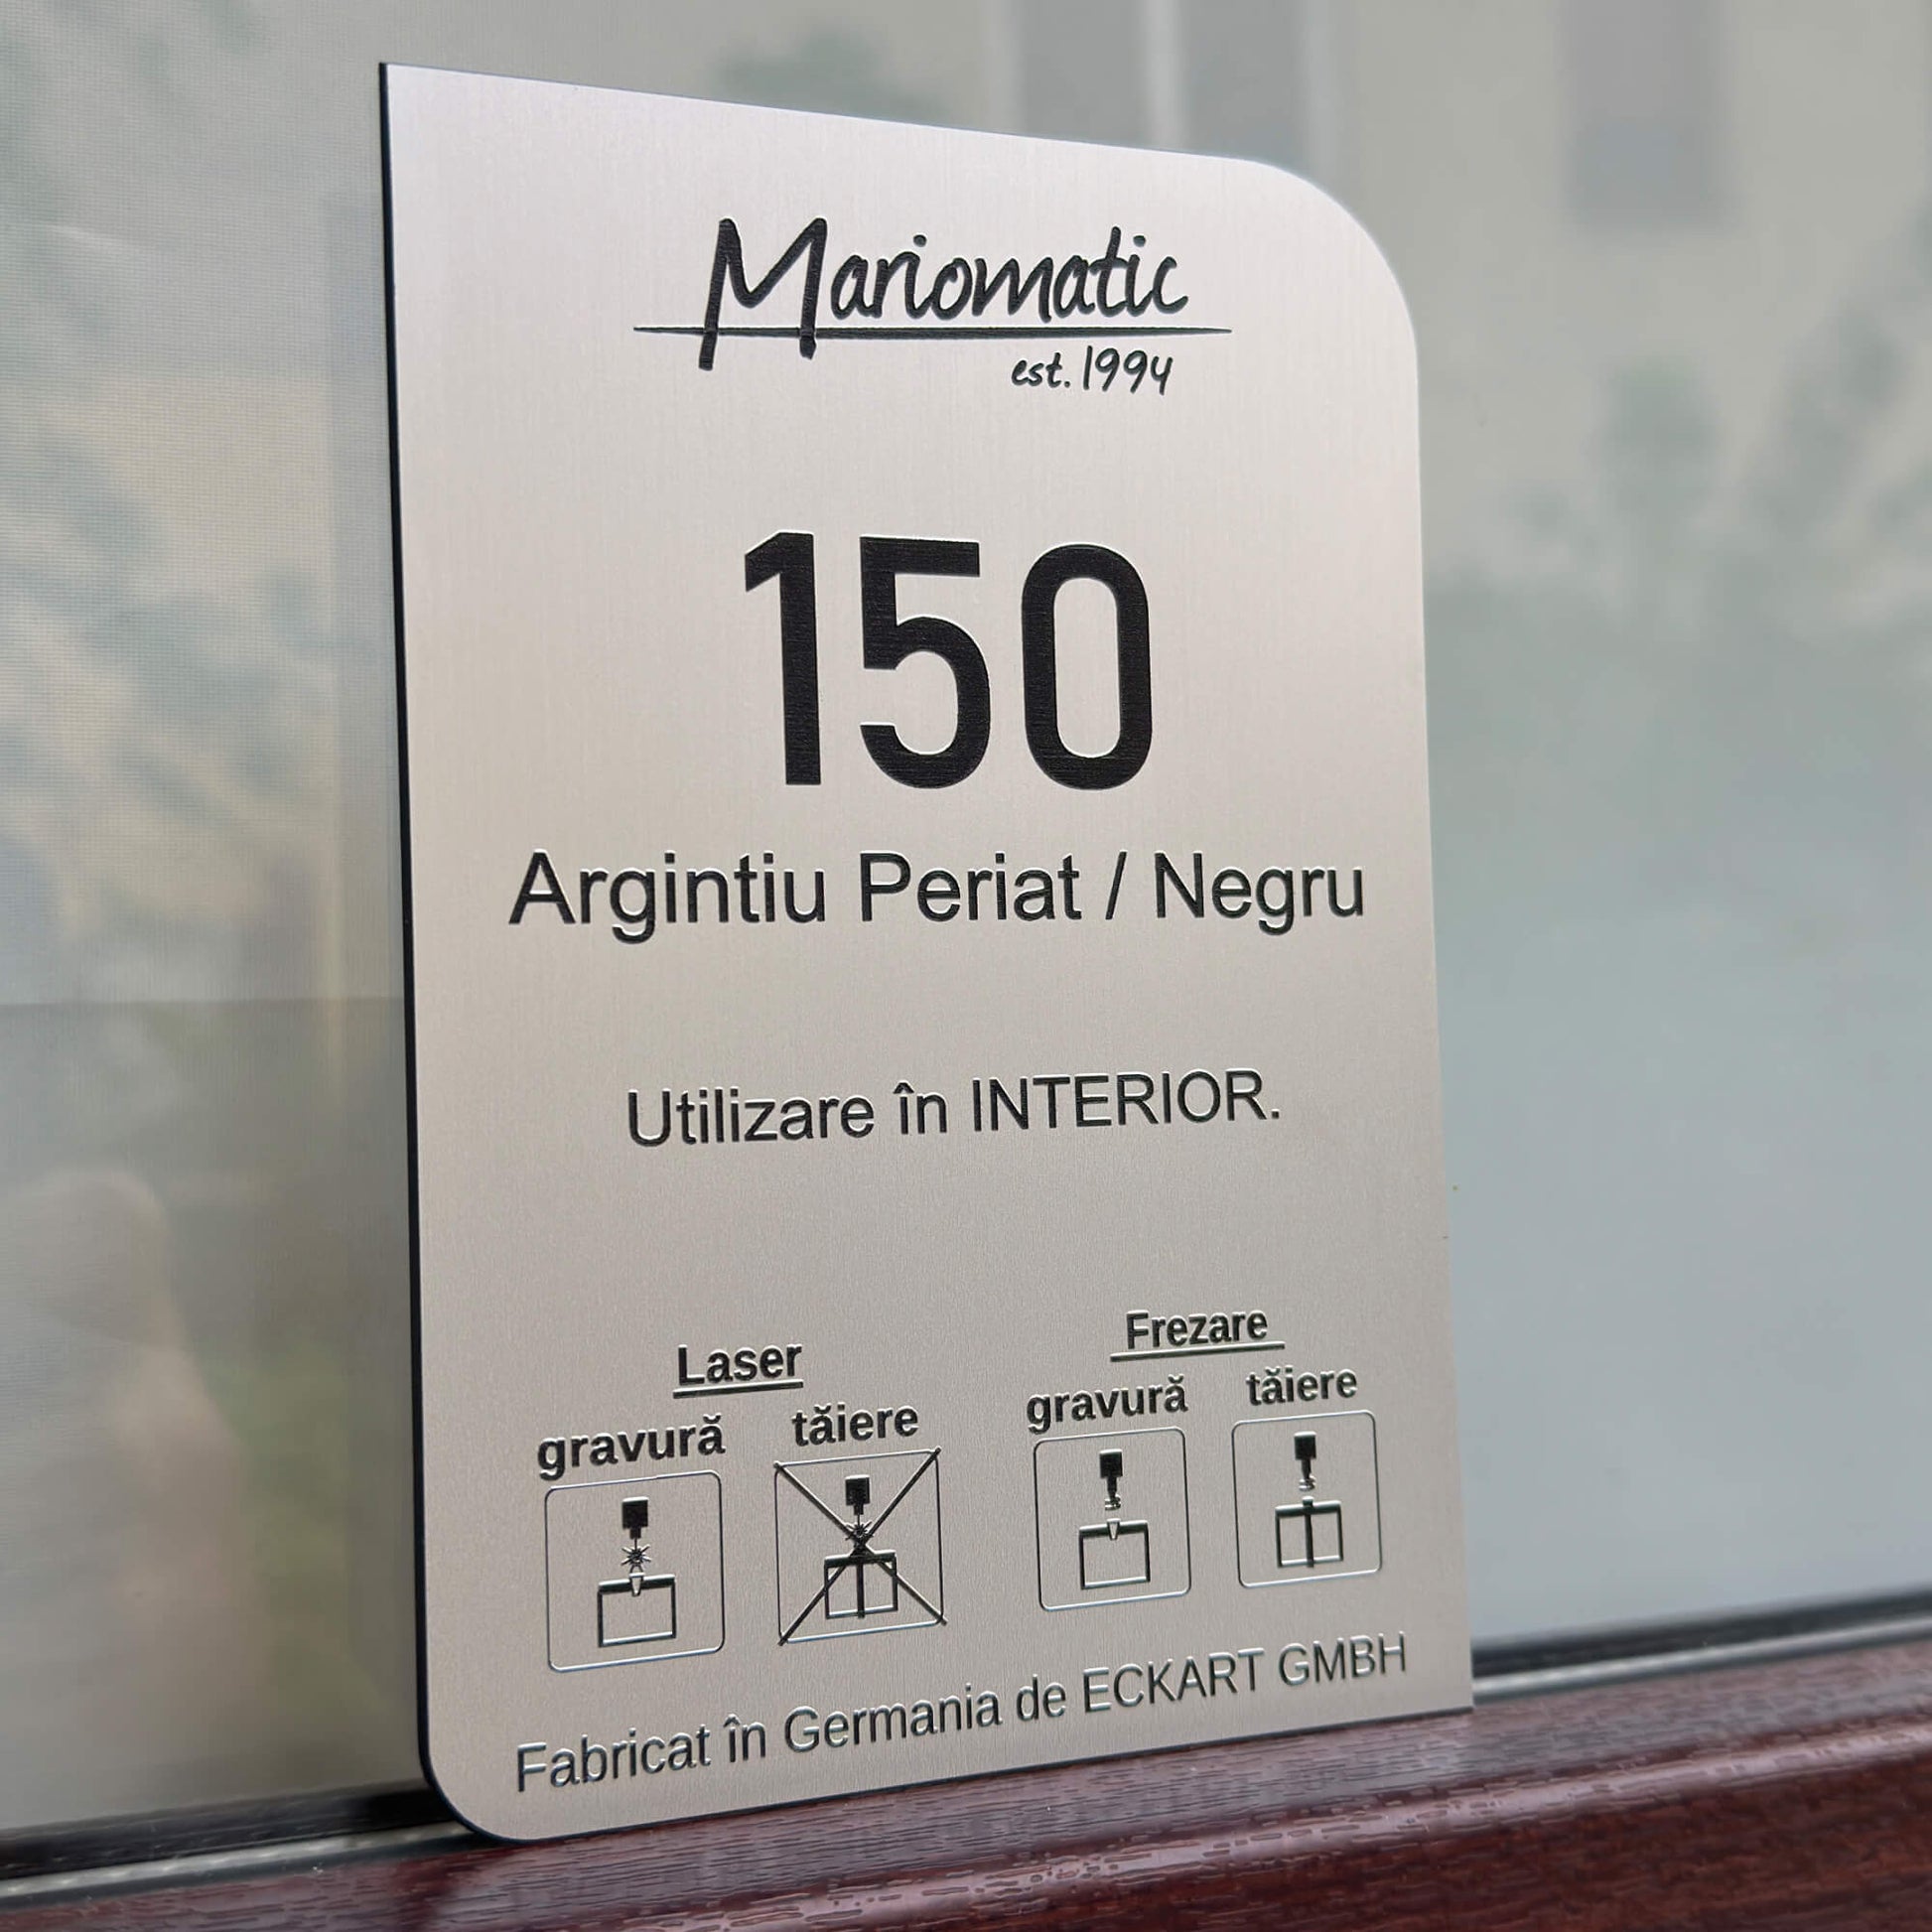 Mariomatic
est. 1994
150
Argintiu Periat / Negru
Utilizare în INTERIOR.
Laser
gravură tăiere
Frezare
gravură tăiere
Fabricat în Germania de ECKART GMBH